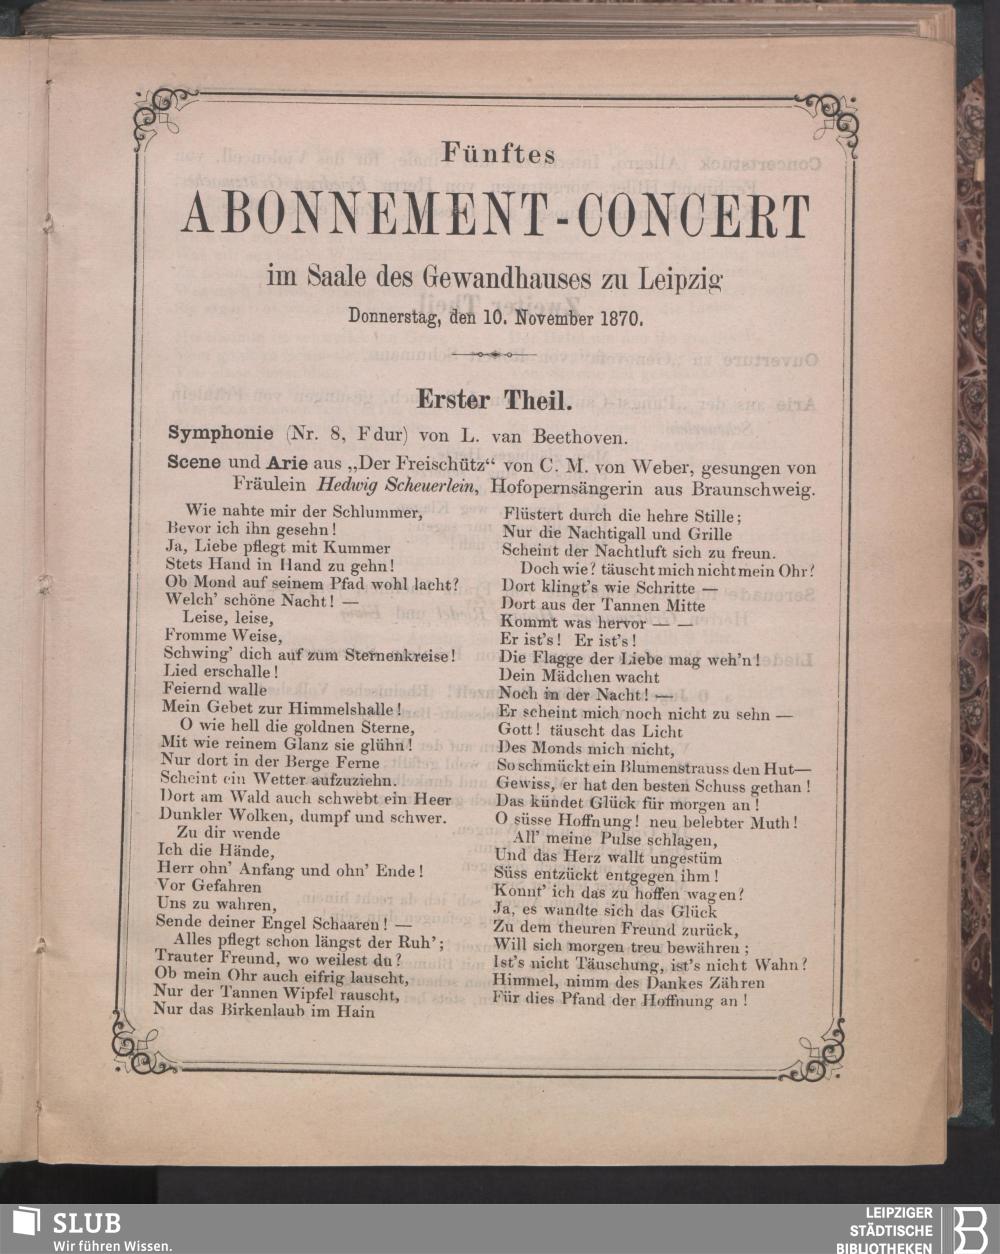 Fünftes
ABONNEMENT-CONCERT
im Saale des Gewandhauses zu Leipzig
Donnerstag, den 10. November 1870.
Erster Theil.
Symphonie (Nr. 8, F dur) von L. van Beethoven.
Scene und Arie aus „Der Freischütz“ von C. M. von Weber, gesungen von
Fräulein Hedwig Scheuerlein, Hofopernsängerin aus Braunschweig.
Wie nahte mir der Schlummer,
Bevor ich ihn gesehn!
Ja, Liebe pflegt mit Kummer
Stets Hand in Hand zu gehn!
Ob Mond auf seinem Pfad wohl lacht?
Welch' schöne Nacht! —
Leise, leise,
Fromme Weise,
Schwing' dich auf zum Sternenkreise!
Lied erschalle!
Feiernd walle
Mein Gebet zur Himmelshalle!
O wie hell die goldnen Sterne,
Mit wie reinem Glanz sie glühn!
Nur dort in der Berge Ferne
Scheint ein Wetter aufzuziehn.
Dort am Wald auch schwebt ein Heer
Dunkler Wolken, dumpf und schwer.
Zu dir wende
Ich die Hände,
Herr ohn' Anfang und ohn' Ende!
Vor Gefahren
Uns zu wahren,
Sende deiner Engel Schaaren! —
Alles pflegt schon längst der Ruh';
Trauter Freund, wo weilest du?
Ob mein Ohr auch eifrig lauscht,
Nur der Tannen Wipfel rauscht,
Nur das Birkenlaub im Hain
Flüstert durch die hehre Stille;
Nur die Nachtigall und Grille
Scheint der Nachtluft sich zu freun.
Doch wie? täuscht mich nicht mein Ohr?
Dort klingt's wie Schritte —
Dort aus der Tannen Mitte
Kommt was hervor — —
Er ist's! Er ist's!
Die Flagge der Liebe mag weh'n!
Dein Mädchen wacht
Noch in der Nacht! —
Er scheint mich noch nicht zu sehn —
Gott! täuscht das Licht
Des Monds mich nicht,
So schmückt ein Blumenstrauss den Hut—
Gewiss, er hat den besten Schuss gethan!
Das kündet Glück für morgen an!
O süsse Hoffnung! neu belebter Muth!
All' meine Pulse schlagen,
Und das Herz wallt ungestüm
Süss entzückt entgegen ihm!
Konnt' ich das zu hoffen wagen?
Ja, es wandte sich das Glück
Zu dem theuren Freund zurück,
Will sich morgen treu bewähren;
Ist's nicht Täuschung, ist's nicht Wahn?
Himmel, nimm des Dankes Zähren
Für dies Pfand der Hoffnung an!
SLUB
Wir führen Wissen.
LEIPZIGER
STÄDTISCHE
BIBLIOTHEKEN